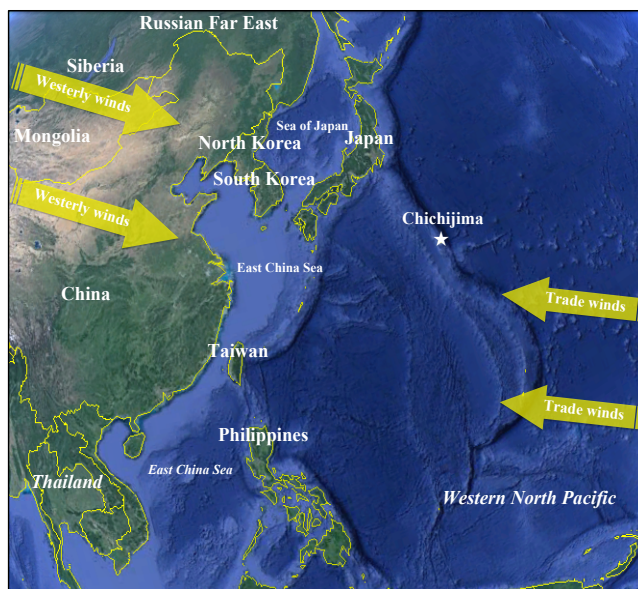 Russian Far East
Siberia
Westerly winds
Mongolia
Sea of Japan
North Korea
Japan
South Korea
Westerly winds
Chichijima
East China Sea
China
Trade winds
Taiwan
Trade winds
Philippines
East China Sea
Thailand
Western North Pacific